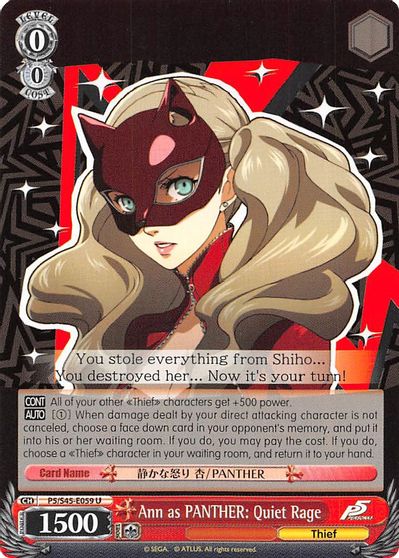 LEVEL
0
0
COST
You stole everything from Shiho...
You destroyed her... Now it's your turn!
CONT All of your other «Thief» characters get +500 power.
AUTO [①] When damage dealt by your direct attacking character is not
canceled, choose a face down card in your opponent's memory, and put it
into his or her waiting room. If you do, you may pay the cost. If you do,
choose a «Thief» character in your waiting room, and return it to your hand.
Card Name 静かな怒り 杏/PANTHER
CH P5/S45-E059 U
POWER 1500
Ann as PANTHER: Quiet Rage
P5 PERSONA5
Thief
© SEGA. © ATLUS. All rights reserved.